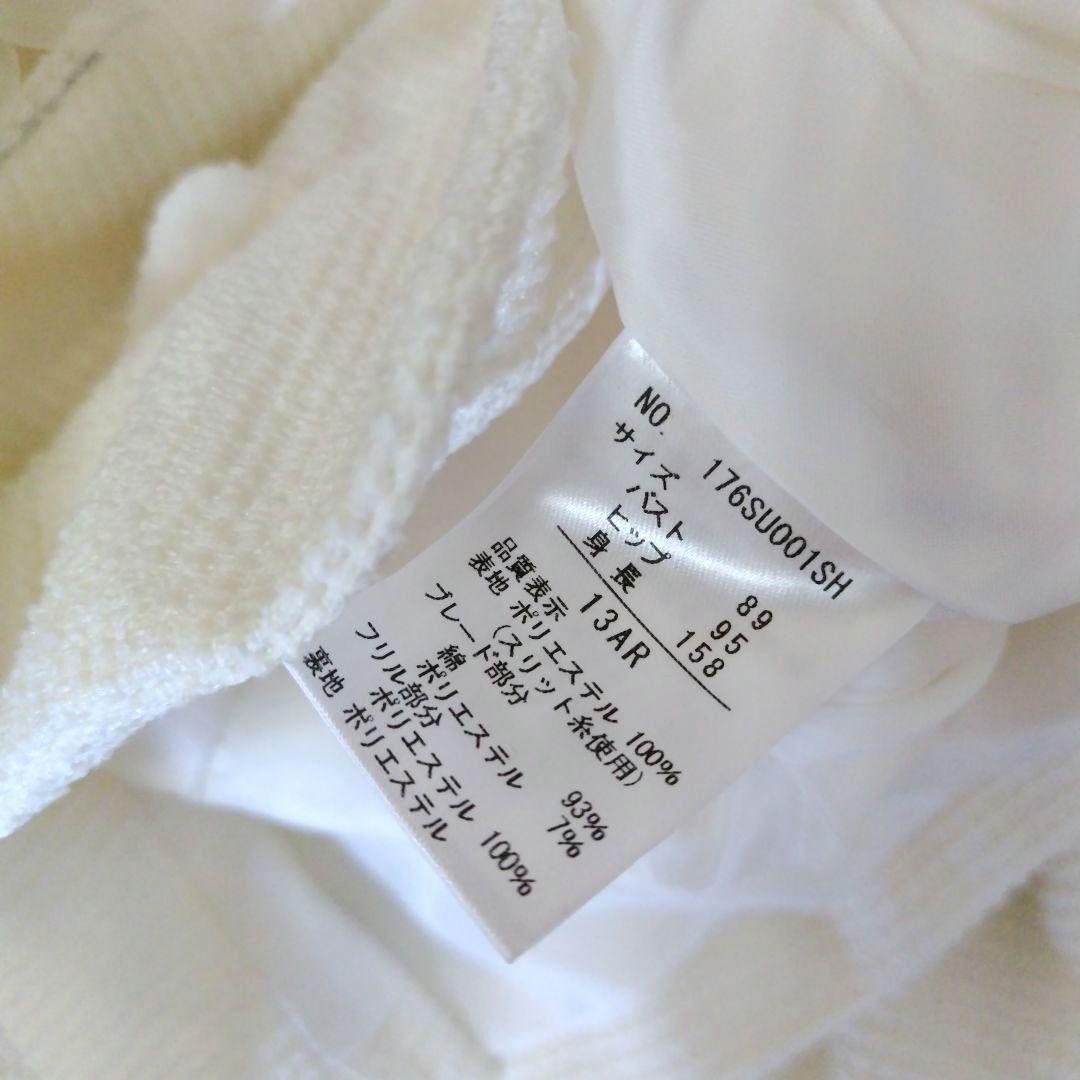 NO. 176SU001SH
サイズ
バスト 89
ヒップ 95
身長 158
13AR
品質表示
表地 ポリエステル 100%
(スリット糸使用)
ブレード部分
綿 93%
ポリエステル 7%
フリル部分
ポリエステル 100%
裏地 ポリエステル